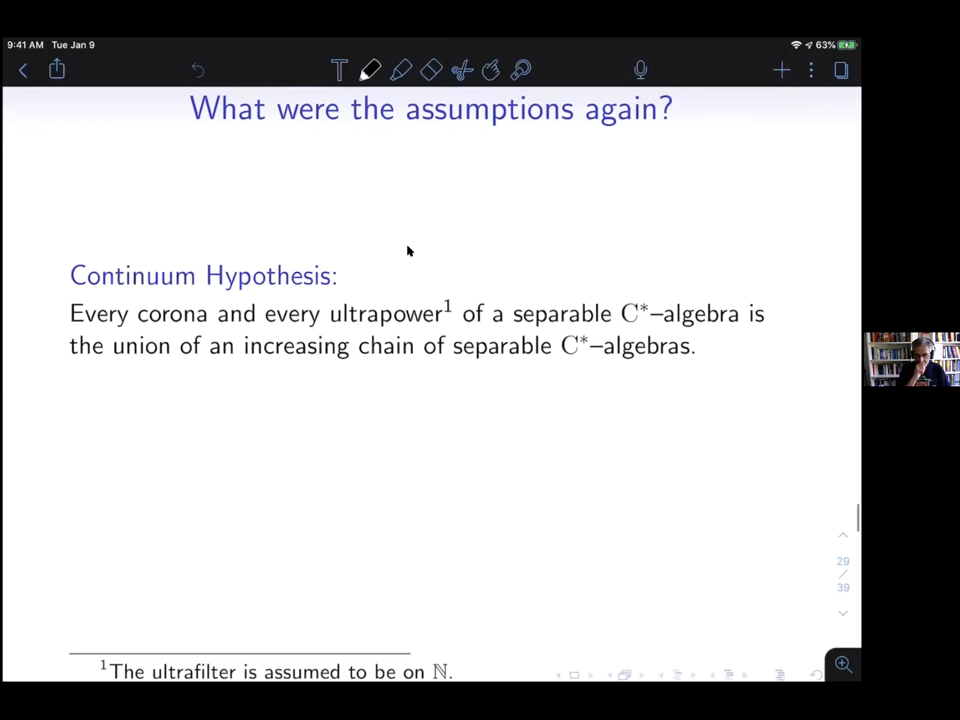 9:41 AM Tue Jan 9
63%
What were the assumptions again?
Continuum Hypothesis:
Every corona and every ultrapower¹ of a separable C*–algebra is
the union of an increasing chain of separable C*–algebras.
29
/
39
¹The ultrafilter is assumed to be on ℕ.